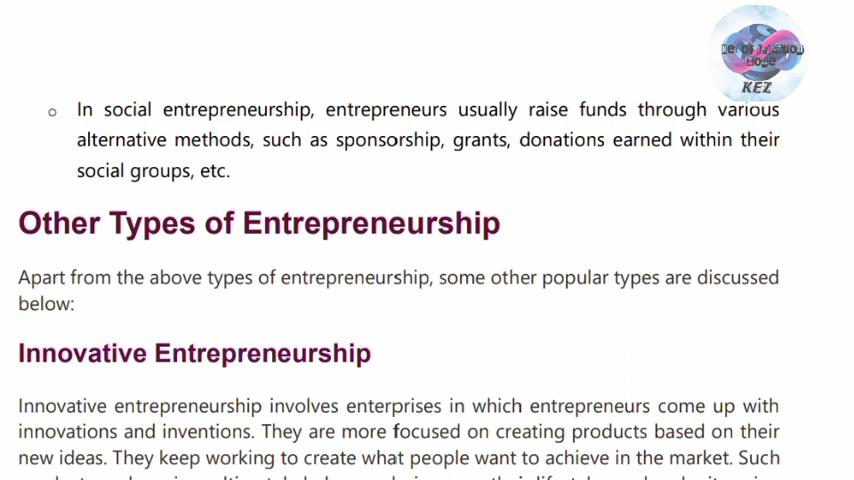 KEZ
o In social entrepreneurship, entrepreneurs usually raise funds through various
alternative methods, such as sponsorship, grants, donations earned within their
social groups, etc.
Other Types of Entrepreneurship
Apart from the above types of entrepreneurship, some other popular types are discussed
below:
Innovative Entrepreneurship
Innovative entrepreneurship involves enterprises in which entrepreneurs come up with
innovations and inventions. They are more focused on creating products based on their
new ideas. They keep working to create what people want to achieve in the market. Such